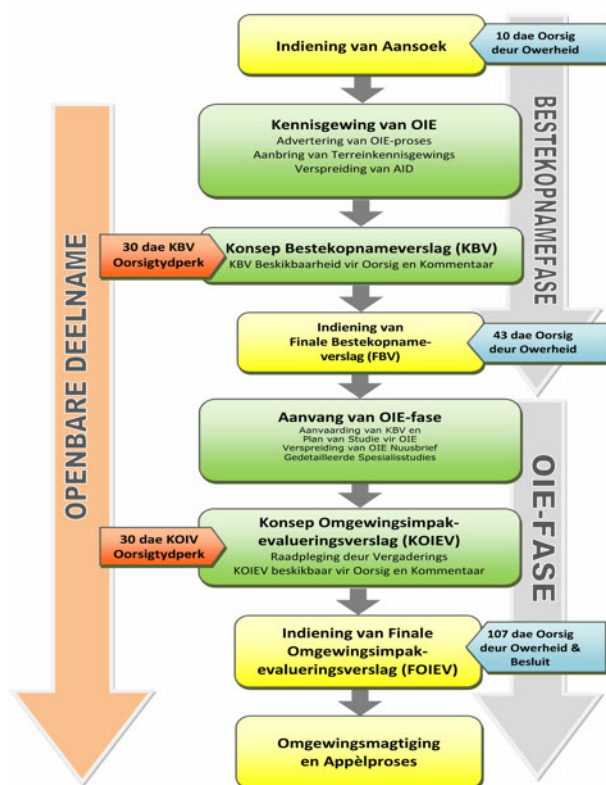 Indiening van Aansoek
10 dae Oorsig
deur Owerheid
BESTEKOPNAMEFASE
OPENBARE DEELNAME
Kennisgewing van OIE
Advertering van OIE-proses
Aanbring van Terreinkennisgewings
Verspreiding van AID
30 dae KBV
Oorsigtydperk
Konsep Bestekopnameverslag (KBV)
KBV Beskikbaarheid vir Oorsig en Kommentaar
Indiening van
Finale Bestekopname-
verslag (FBV)
43 dae Oorsig
deur Owerheid
Aanvang van OIE-fase
Aanvaarding van KBV en
Plan van Studie vir OIE
Verspreiding van OIE Nuusbrief
Gedetailleerde Spesialisstudies
OIE-FASE
30 dae KOIV
Oorsigtydperk
Konsep Omgewingsimpak-
evalueringsverslag (KOIEV)
Raadpleging deur Vergaderings
KOIEV beskikbaar vir Oorsig en Kommentaar
Indiening van Finale
Omgewingsimpak-
evalueringsverslag (FOIEV)
107 dae Oorsig
deur Owerheid &
Besluit
Omgewingsmagtiging
en Appèlproses